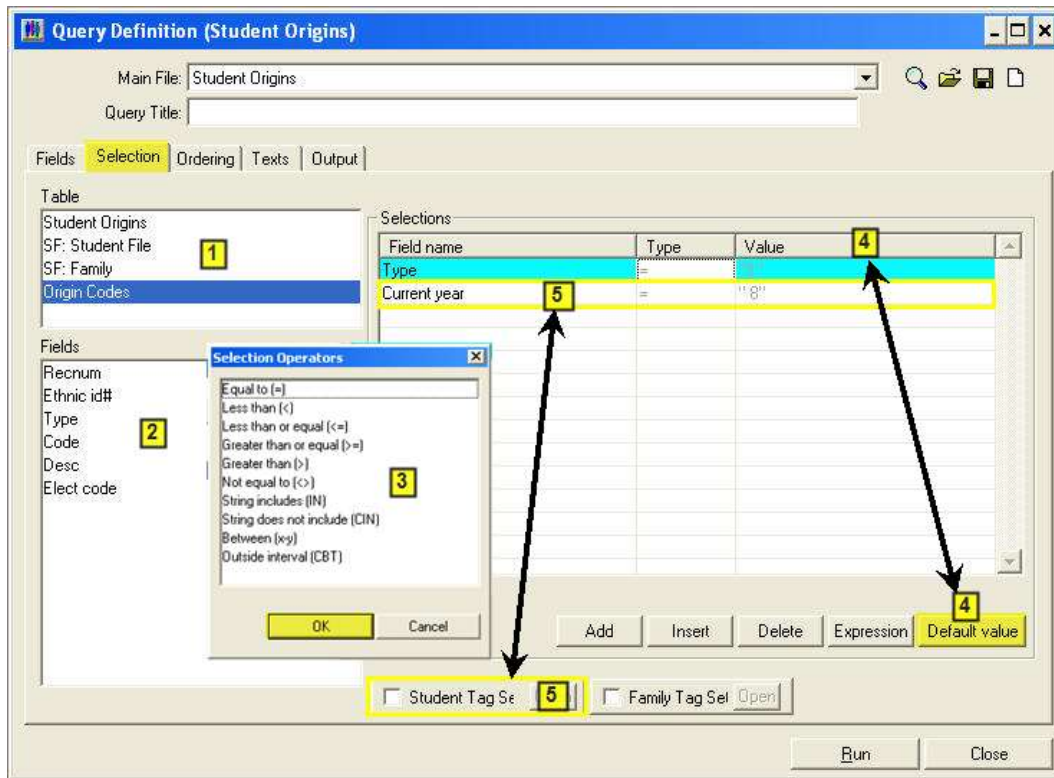 Query Definition (Student Origins)
Main File: Student Origins
Query Title:
Fields Selection Ordering Texts Output
Table
Student Origins
SF: Student File
SF: Family
Origin Codes
1
Fields
Recnum
Ethnic id#
Type
Code
Desc
Elect code
2
Selections
Field name Type Value 4
Type =
Current year 5 = "8"
Selection Operators
Equal to (=)
Less than (<)
Less than or equal (<=)
Greater than or equal (>=)
Greater than (>)
Not equal to (<>)
String includes (IN)
String does not include (CIN)
Between (x-y)
Outside interval (CBT)
3
OK Cancel
4
Add Insert Delete Expression Default value
Student Tag Se 5 Family Tag Sel Open
Run Close